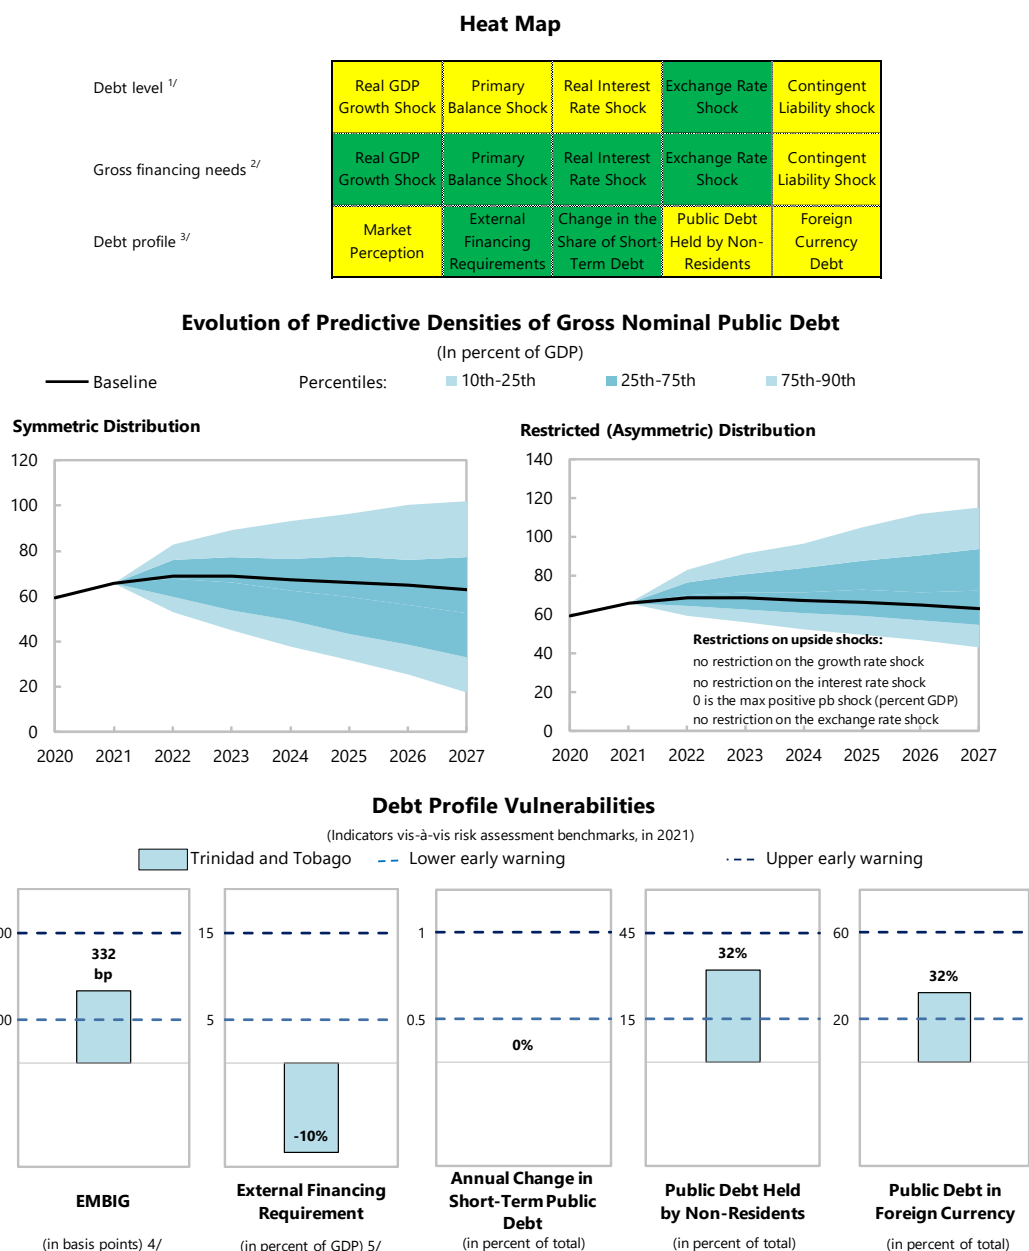 Heat Map
Debt level 1/
Real GDP Growth Shock
Primary Balance Shock
Real Interest Rate Shock
Exchange Rate Shock
Contingent Liability shock
Gross financing needs 2/
Real GDP Growth Shock
Primary Balance Shock
Real Interest Rate Shock
Exchange Rate Shock
Contingent Liability Shock
Debt profile 3/
Market Perception
External Financing Requirements
Change in the Share of Short-Term Debt
Public Debt Held by Non-Residents
Foreign Currency Debt
Evolution of Predictive Densities of Gross Nominal Public Debt
(In percent of GDP)
Baseline
Percentiles:
10th-25th
25th-75th
75th-90th
Symmetric Distribution
120
100
80
60
40
20
0
2020 2021 2022 2023 2024 2025 2026 2027
Restricted (Asymmetric) Distribution
140
120
100
80
60
40
20
0
Restrictions on upside shocks:
no restriction on the growth rate shock
no restriction on the interest rate shock
0 is the max positive pb shock (percent GDP)
no restriction on the exchange rate shock
2020 2021 2022 2023 2024 2025 2026 2027
Debt Profile Vulnerabilities
(Indicators vis-à-vis risk assessment benchmarks, in 2021)
Trinidad and Tobago
Lower early warning
Upper early warning
00
00
332
bp
EMBIG
(in basis points) 4/
15
5
-10%
External Financing
Requirement
(in percent of GDP) 5/
1
0.5
0%
Annual Change in
Short-Term Public
Debt
(in percent of total)
45
15
32%
Public Debt Held
by Non-Residents
(in percent of total)
60
20
32%
Public Debt in
Foreign Currency
(in percent of total)